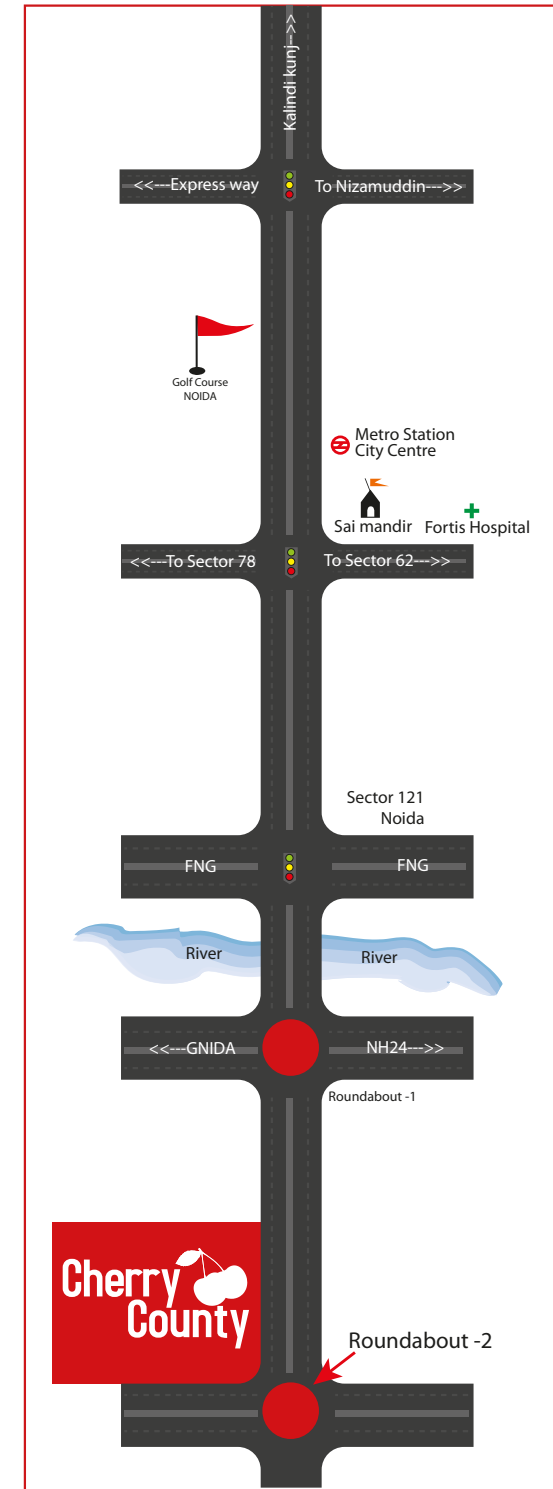 Kalindi kunj-->>
<<---Express way
To Nizamuddin--->>
Golf Course
NOIDA
Metro Station
City Centre
Sai mandir
Fortis Hospital
<<---To Sector 78
To Sector 62--->>
Sector 121
Noida
FNG
FNG
River
River
<<---GNIDA
NH24--->>
Roundabout -1
Cherry
County
Roundabout -2